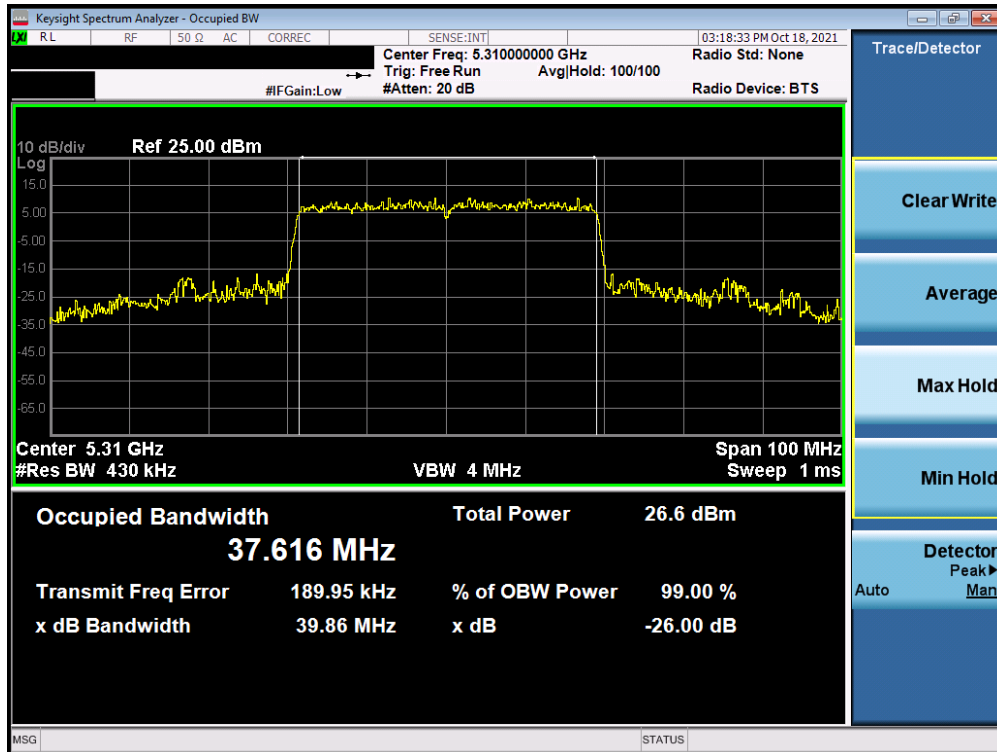 Keysight Spectrum Analyzer - Occupied BW
LXI RL RF 50 Ω AC CORREC SENSE:INT 03:18:33 PM Oct 18, 2021
Center Freq: 5.310000000 GHz Radio Std: None
Trig: Free Run Avg|Hold: 100/100
#IFGain:Low #Atten: 20 dB Radio Device: BTS
Trace/Detector
10 dB/div Ref 25.00 dBm
Log
15.0
5.00
-5.00
-15.0
-25.0
-35.0
-45.0
-55.0
-65.0
Center 5.31 GHz Span 100 MHz
#Res BW 430 kHz VBW 4 MHz Sweep 1 ms
Occupied Bandwidth Total Power 26.6 dBm
37.616 MHz
Transmit Freq Error 189.95 kHz % of OBW Power 99.00 %
x dB Bandwidth 39.86 MHz x dB -26.00 dB
Clear Write
Average
Max Hold
Min Hold
Detector
Peak▶
Auto Man
MSG STATUS